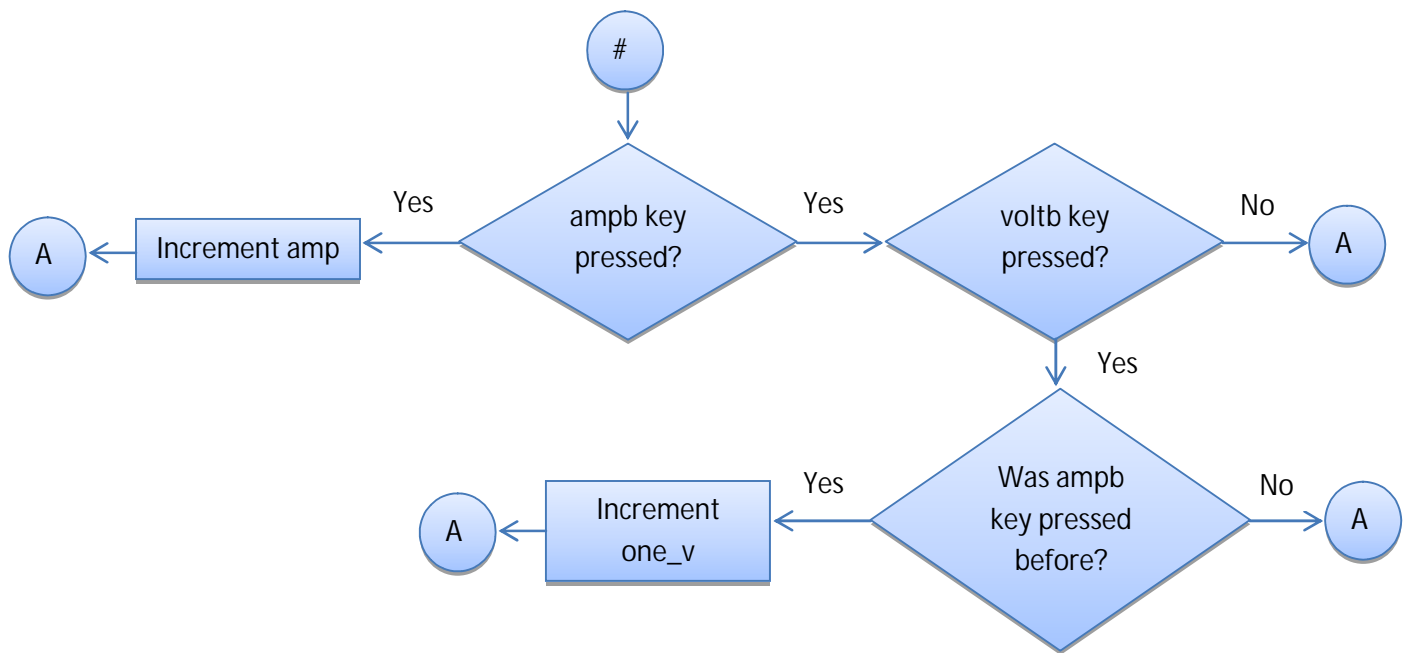 #
Yes
Yes
No
A
Increment amp
ampb key
pressed?
voltb key
pressed?
A
Yes
Yes
No
A
Increment
one_v
Was ampb
key pressed
before?
A